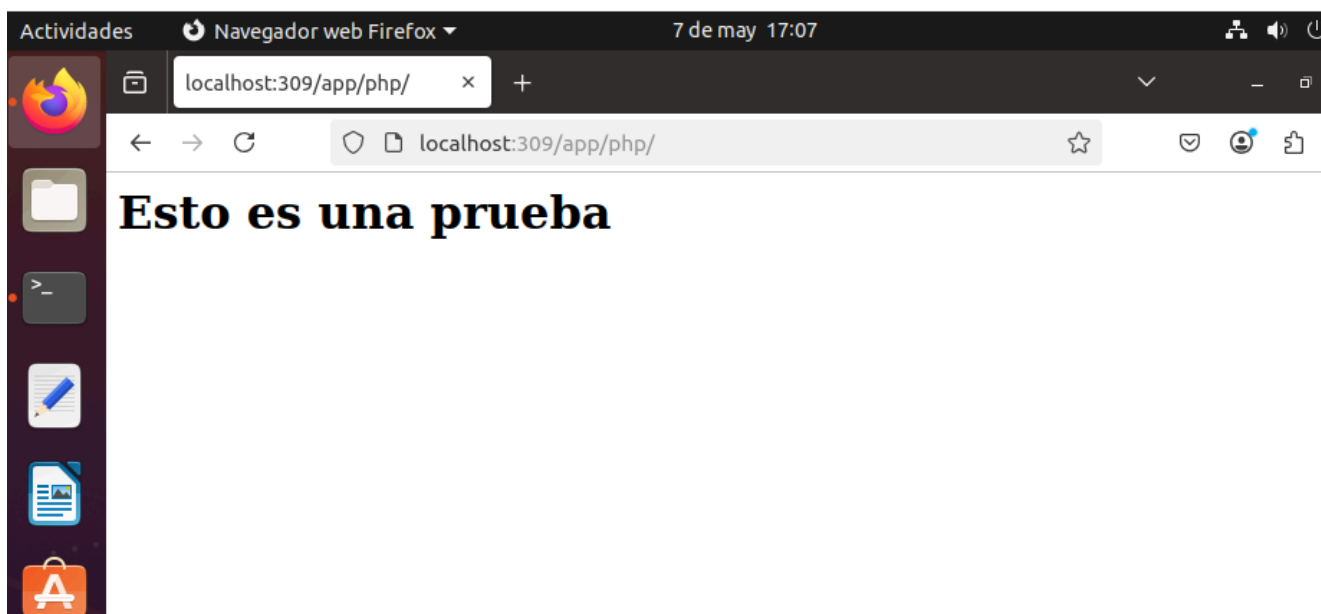 Actividades Navegador web Firefox 7 de may 17:07
localhost:309/app/php/
localhost:309/app/php/
Esto es una prueba